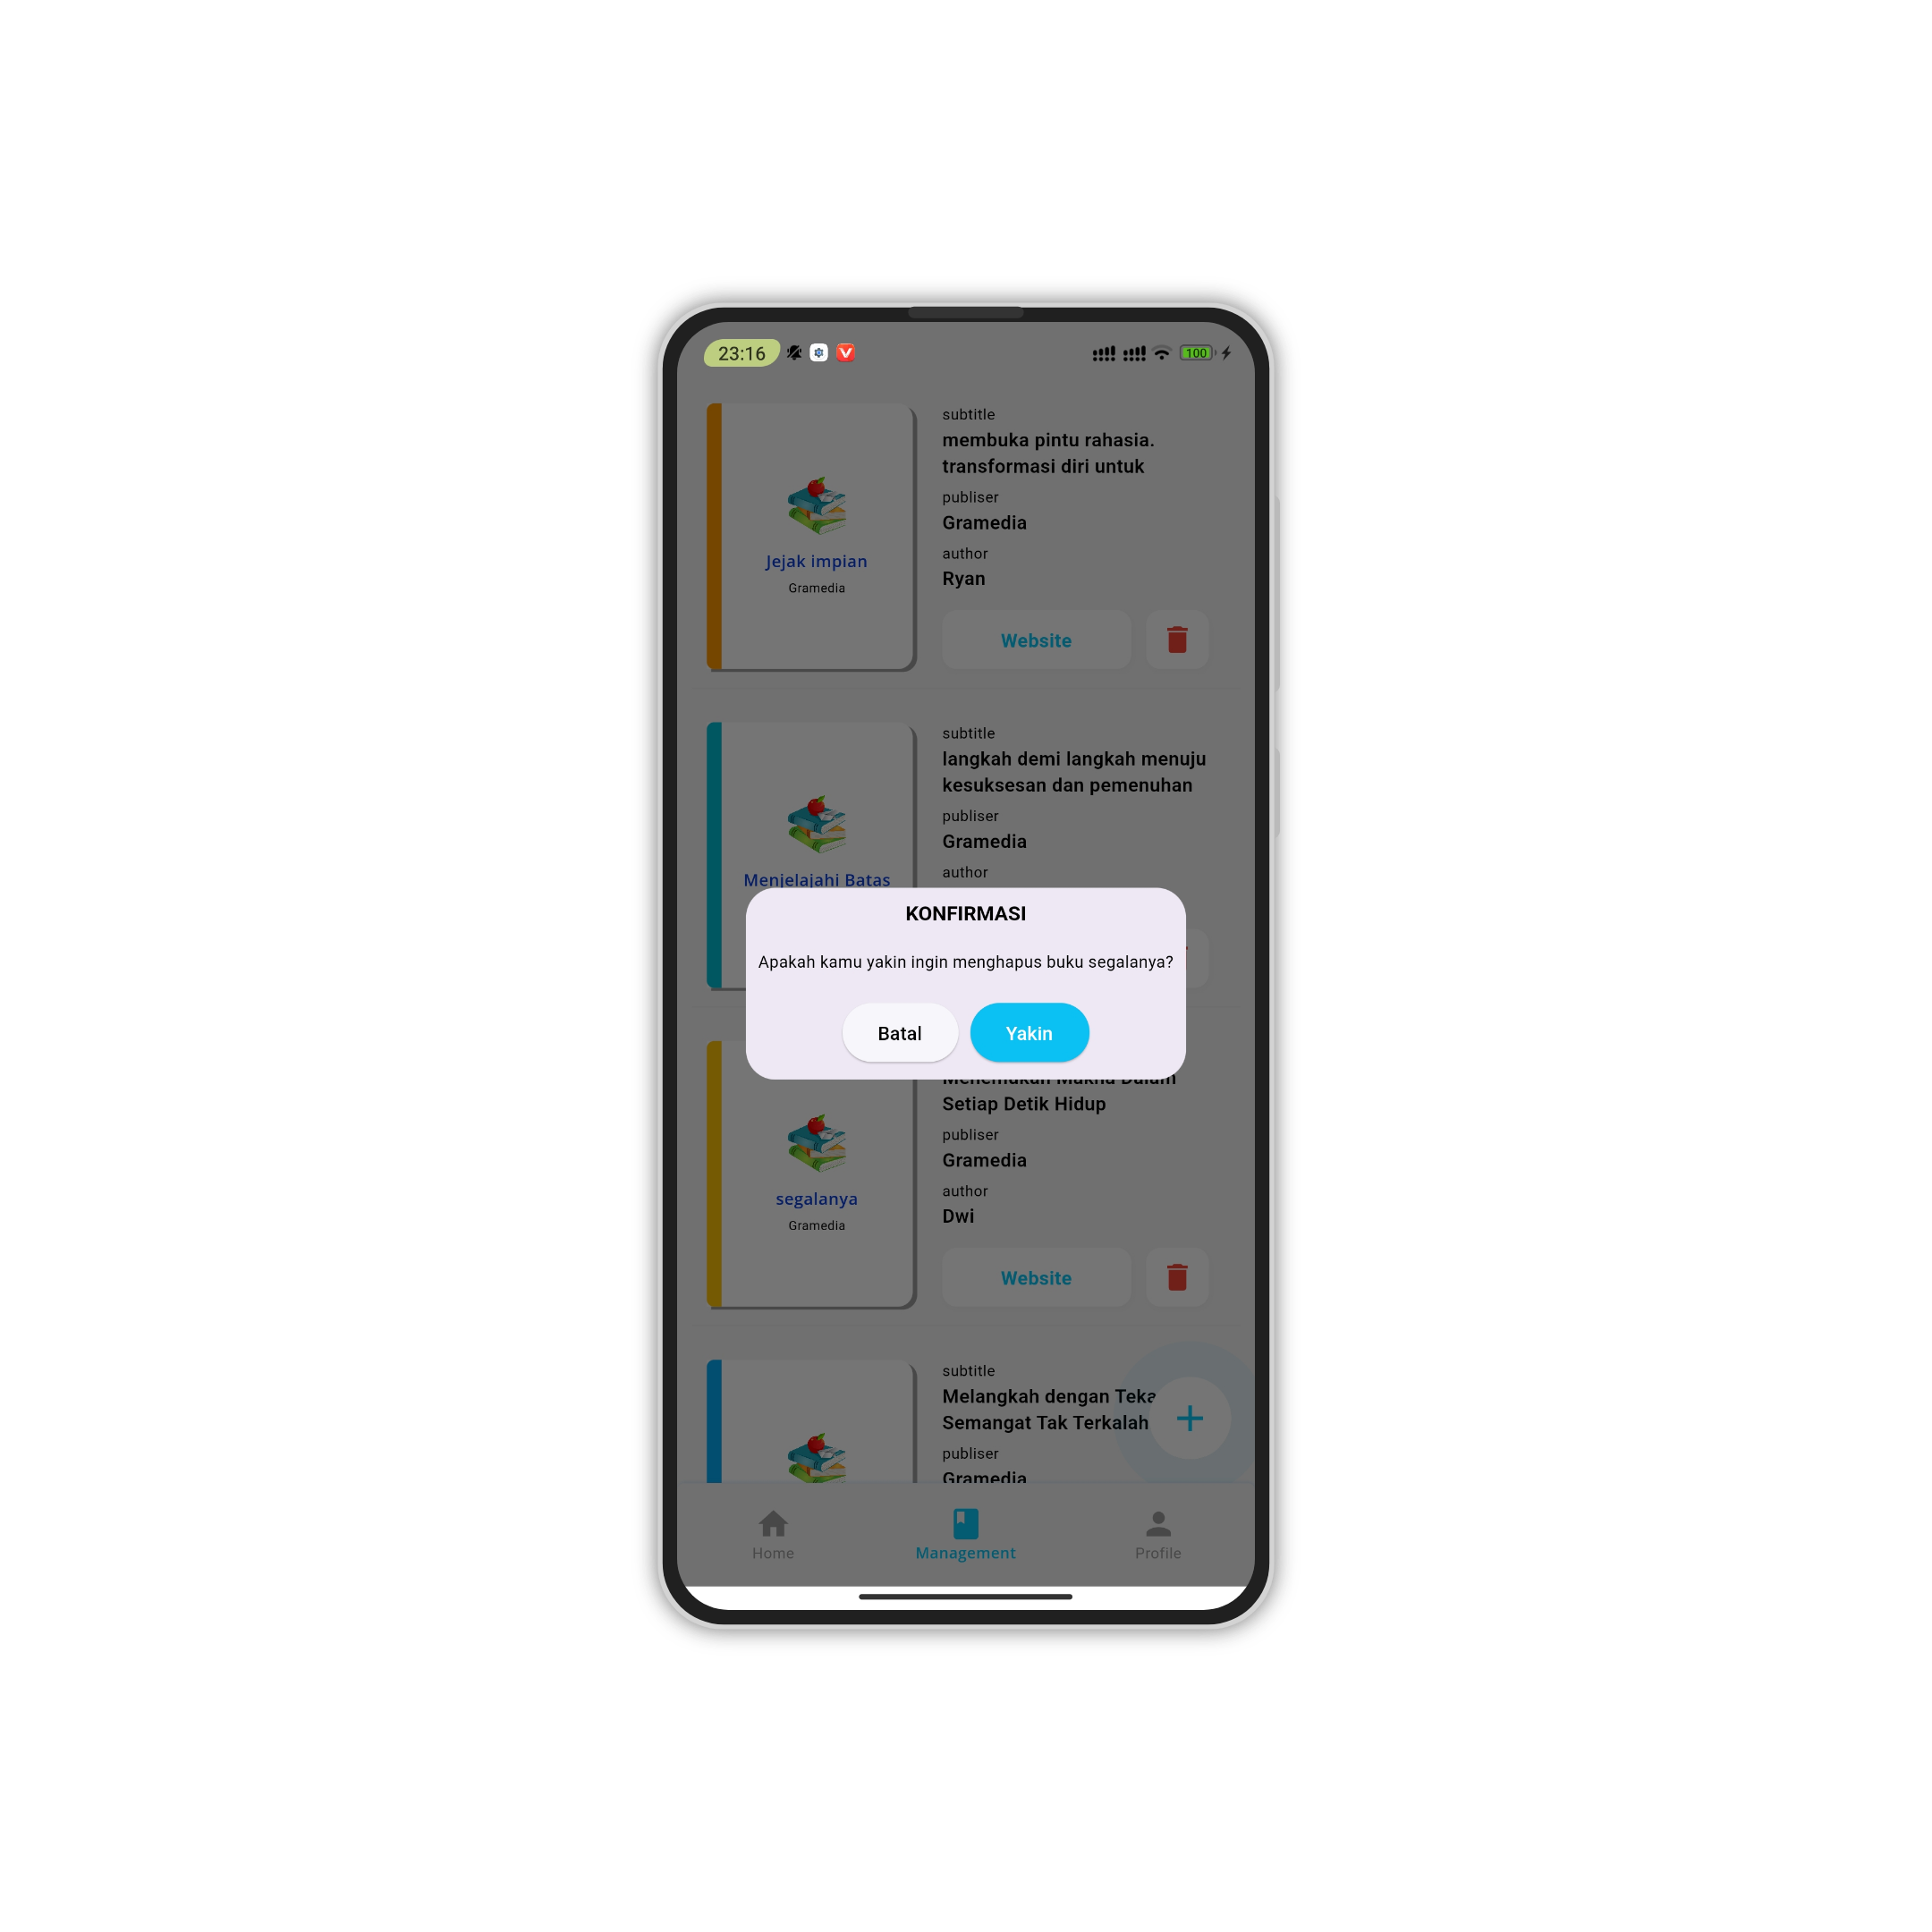 23:16
100
subtitle
membuka pintu rahasia.
transformasi diri untuk
publiser
Gramedia
author
Ryan
Jejak impian
Gramedia
Website
subtitle
langkah demi langkah menuju
kesuksesan dan pemenuhan
publiser
Gramedia
author
Menjelajahi Batas
KONFIRMASI
Apakah kamu yakin ingin menghapus buku segalanya?
Batal
Yakin
Menemukan Makna Dalam
Setiap Detik Hidup
publiser
Gramedia
author
Dwi
segalanya
Gramedia
Website
subtitle
Melangkah dengan Teka
Semangat Tak Terkalah
publiser
Gramedia
Home
Management
Profile